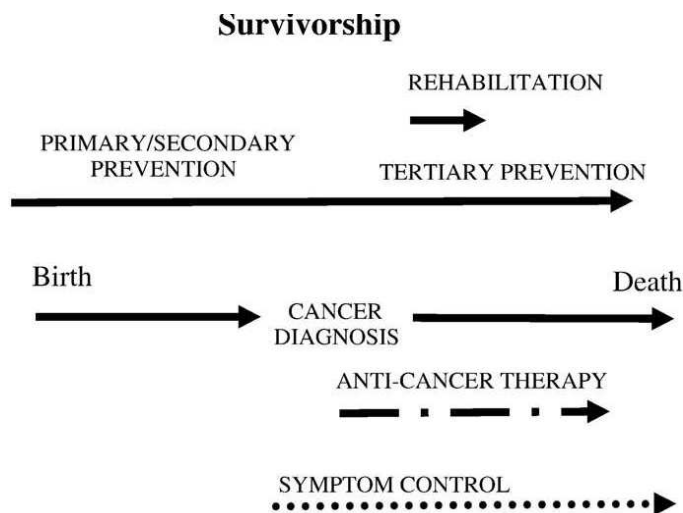 Survivorship
REHABILITATION
PRIMARY/SECONDARY
PREVENTION
TERTIARY PREVENTION
Birth
Death
CANCER
DIAGNOSIS
ANTI-CANCER THERAPY
SYMPTOM CONTROL